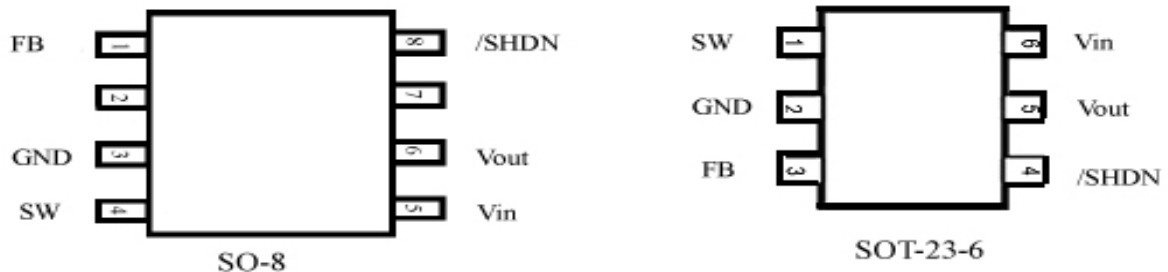 FB 1 8 /SHDN
2 7
GND 3 6 Vout
SW 4 5 Vin
SO-8
SW 1 6 Vin
GND 2 5 Vout
FB 3 4 /SHDN
SOT-23-6